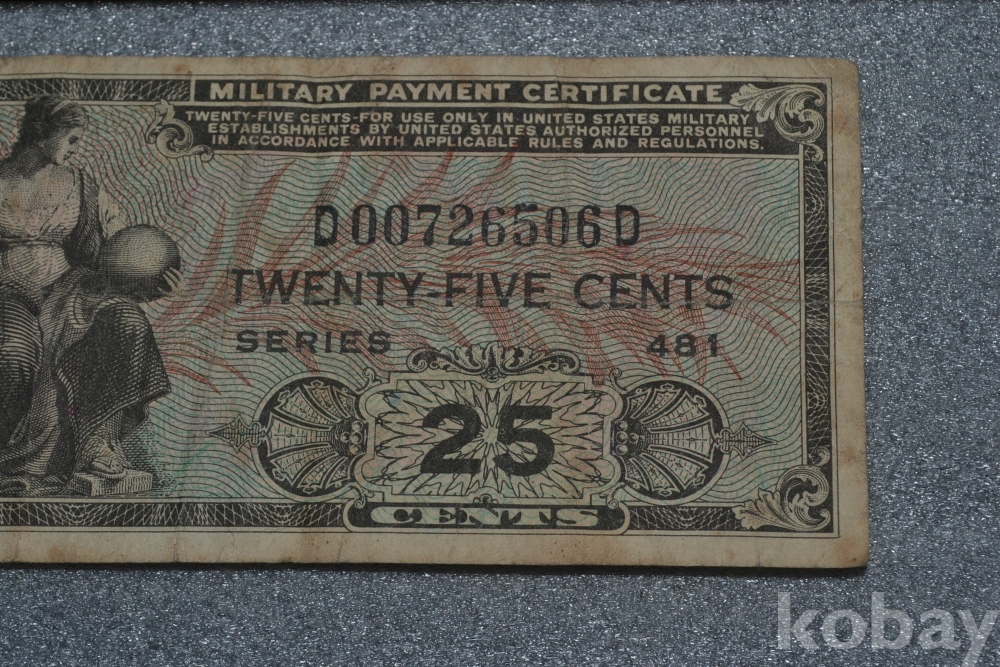 MILITARY PAYMENT CERTIFICATE
TWENTY-FIVE CENTS-FOR USE ONLY IN UNITED STATES MILITARY
ESTABLISHMENTS BY UNITED STATES AUTHORIZED PERSONNEL
IN ACCORDANCE WITH APPLICABLE RULES AND REGULATIONS.
D00726506D
TWENTY-FIVE CENTS
SERIES 481
25
CENTS
kobay